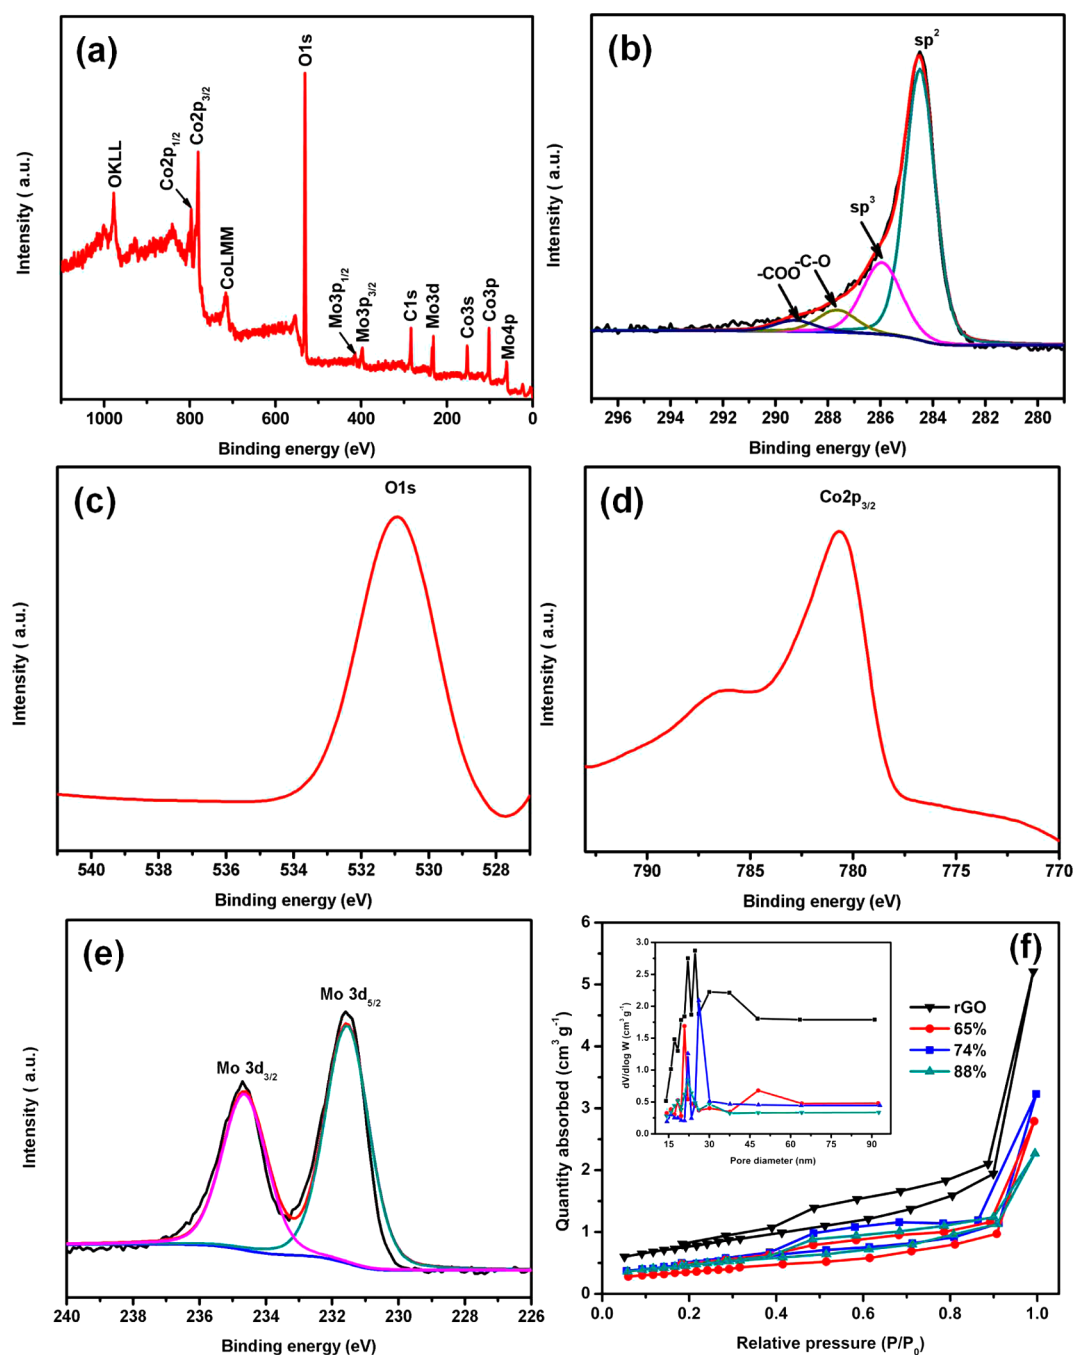 (a)
O1s
Co2p3/2
Co2p1/2
OKLL
CoLMM
Mo3p1/2
Mo3p3/2
C1s
Mo3d
Co3s
Co3p
Mo4p
Intensity ( a.u.)
1000 800 600 400 200 0
Binding energy (eV)
(b)
sp2
sp3
-C-O
-COO
Intensity ( a.u.)
296 294 292 290 288 286 284 282 280
Binding energy (eV)
(c)
O1s
Intensity ( a.u.)
540 538 536 534 532 530 528
Binding energy (eV)
(d)
Co2p3/2
Intensity ( a.u.)
790 785 780 775 770
Binding energy (eV)
(e)
Mo 3d5/2
Mo 3d3/2
Intensity ( a.u.)
240 238 236 234 232 230 228 226
Binding energy (eV)
(f)
Quantity absorbed (cm3 g-1)
6
5
4
3
2
1
0
0.0 0.2 0.4 0.6 0.8 1.0
Relative pressure (P/P0)
rGO
65%
74%
88%
dV/dlog W (cm3 g-1)
3.0
2.5
2.0
1.5
1.0
0.5
0.0
15 30 45 60 75 90
Pore diameter (nm)